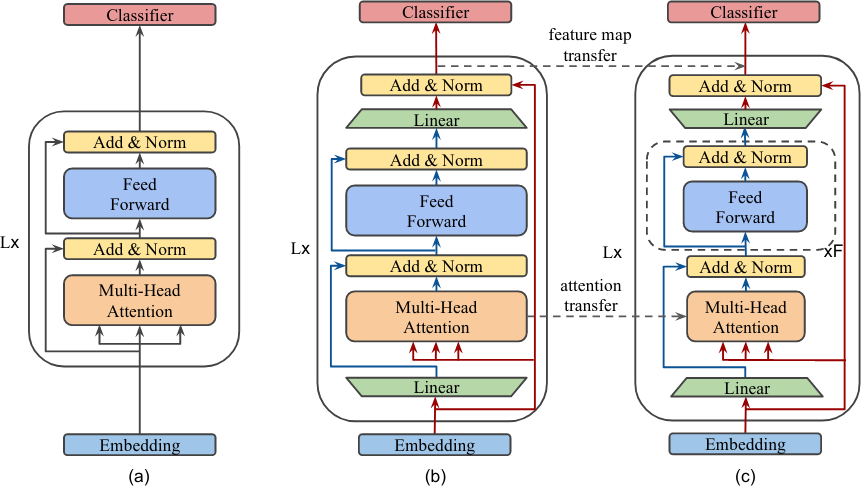 Classifier
Add & Norm
Feed
Forward
Add & Norm
Multi-Head
Attention
Lx
Embedding
(a)
Classifier
Add & Norm
Linear
Add & Norm
Feed
Forward
Add & Norm
Multi-Head
Attention
Linear
Lx
Embedding
(b)
feature map
transfer
attention
transfer
Classifier
Add & Norm
Linear
Add & Norm
Feed
Forward
xF
Add & Norm
Multi-Head
Attention
Linear
Lx
Embedding
(c)